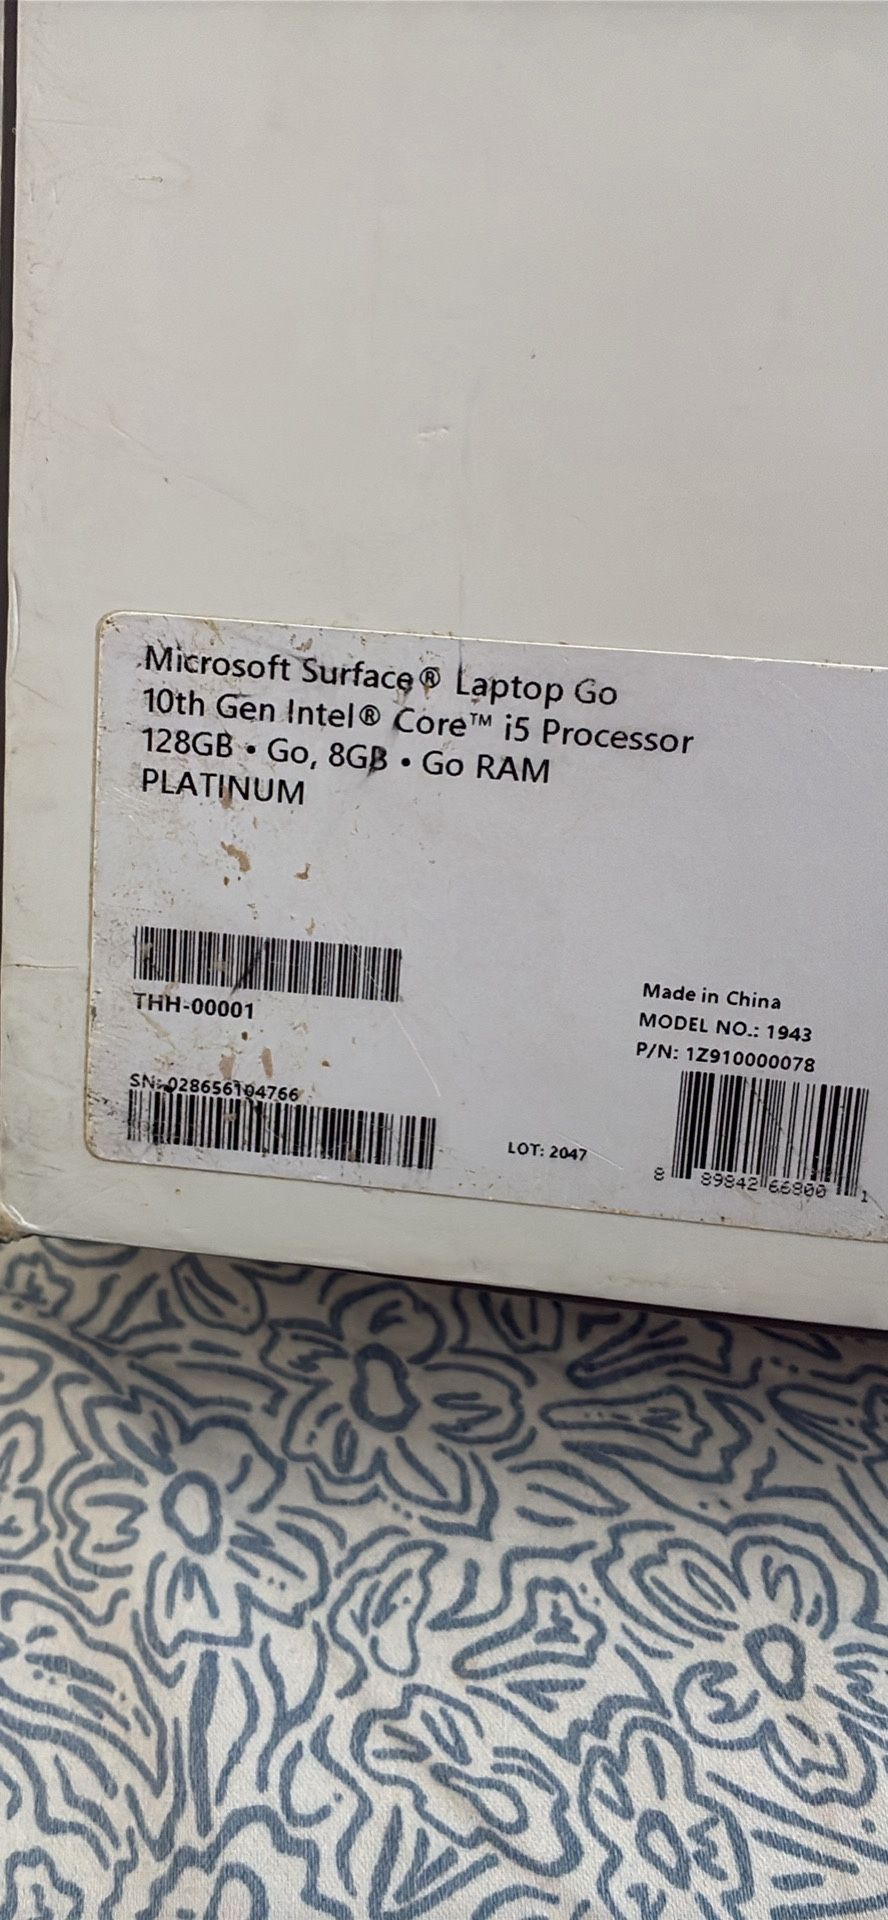 Microsoft Surface® Laptop Go
10th Gen Intel® Core™ i5 Processor
128GB • Go, 8GB • Go RAM
PLATINUM
THH-00001
SN: 028656104766
Made in China
MODEL NO.: 1943
P/N: 1Z910000078
LOT: 2047
8 89842 66800 1